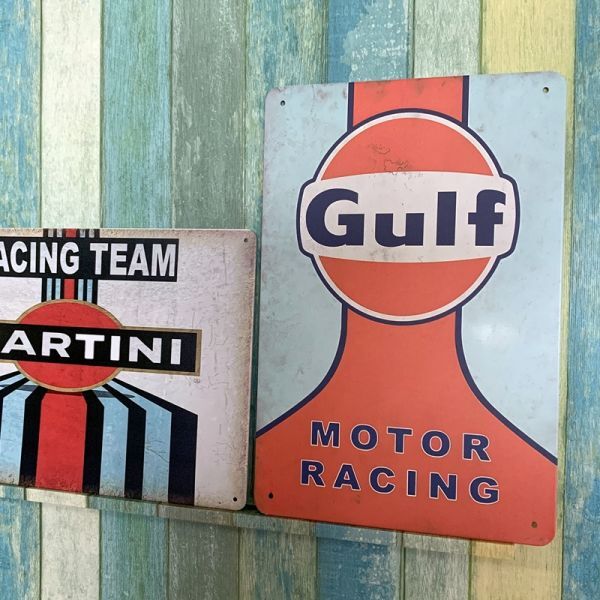 ACING TEAM
ARTINI
Gulf
MOTOR
RACING